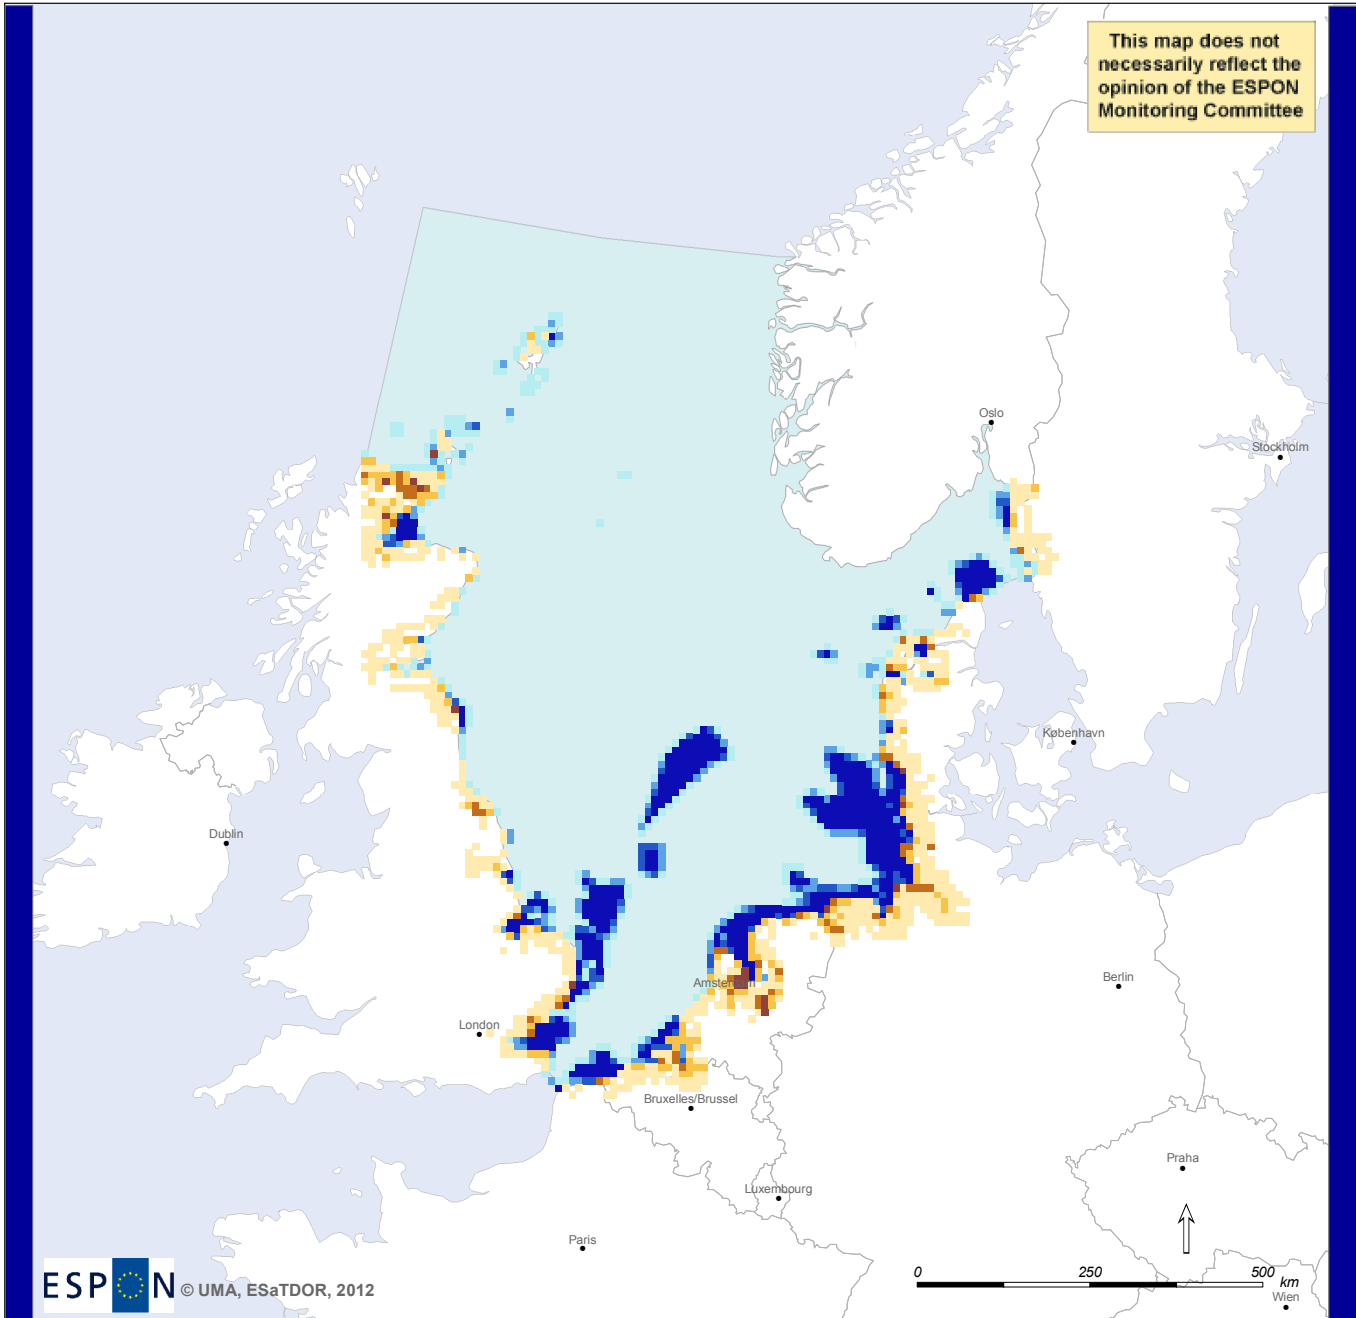 This map does not
necessarily reflect the
opinion of the ESPON
Monitoring Committee
Oslo
Stockholm
København
Dublin
Berlin
Amsterdam
London
Bruxelles/Brussel
Praha
Luxembourg
Paris
0 250 500 km
Wien
ESPON © UMA, ESaTDOR, 2012